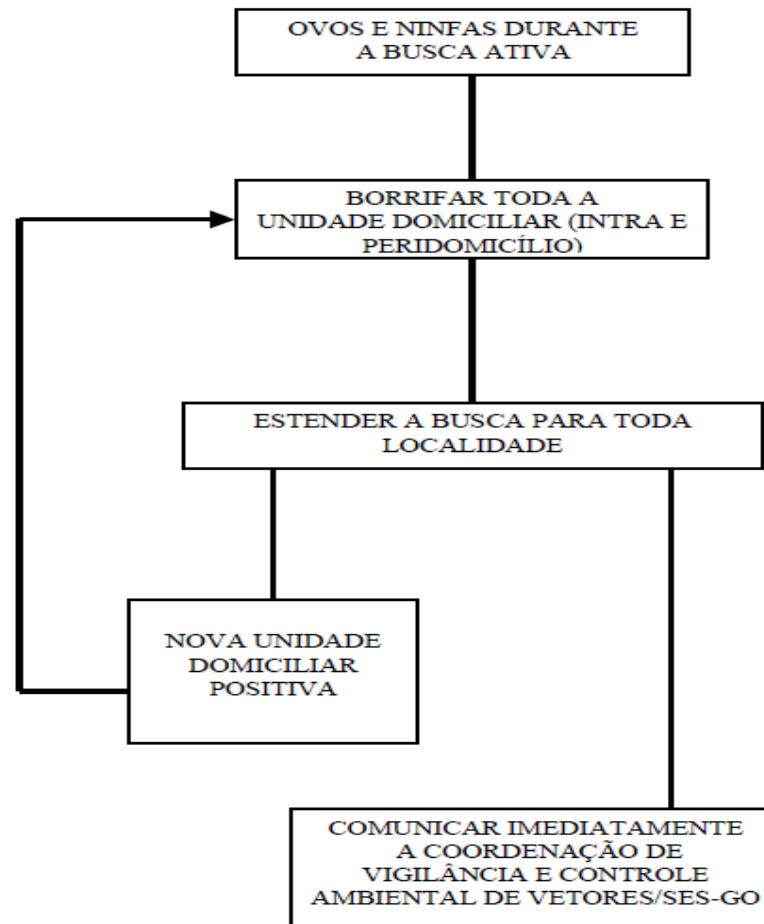 OVOS E NINFAS DURANTE
A BUSCA ATIVA
BORRIFAR TODA A
UNIDADE DOMICILIAR (INTRA E
PERIDOMICÍLIO)
ESTENDER A BUSCA PARA TODA
LOCALIDADE
NOVA UNIDADE
DOMICILIAR
POSITIVA
COMUNICAR IMEDIATAMENTE
A COORDENAÇÃO DE
VIGILÂNCIA E CONTROLE
AMBIENTAL DE VETORES/SES-GO